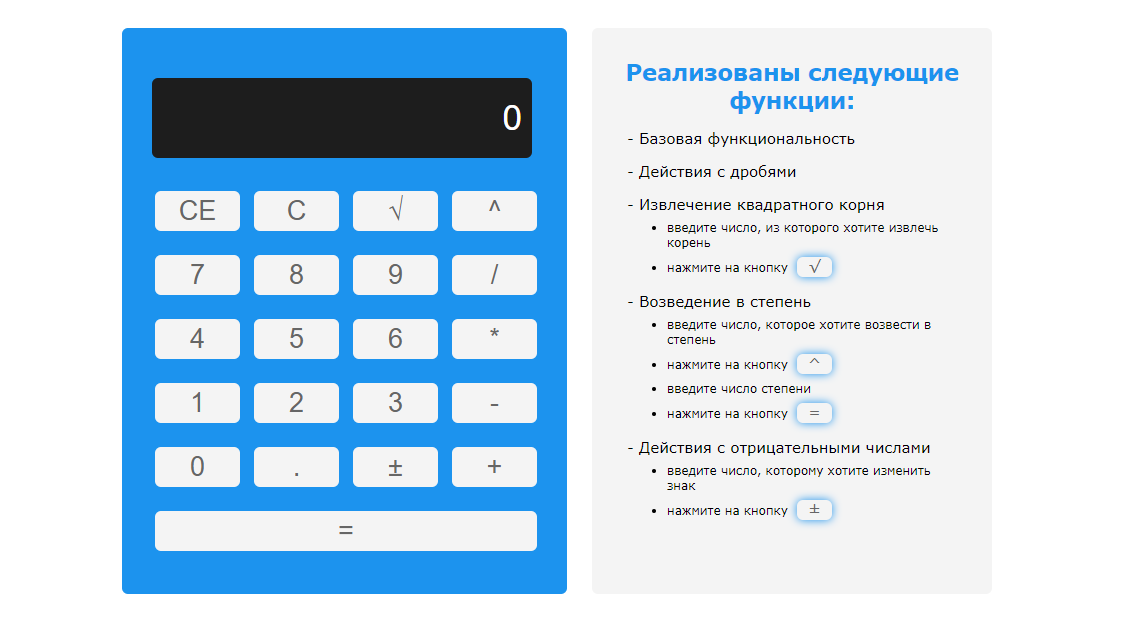 0
CE C √ ^
7 8 9 /
4 5 6 *
1 2 3 -
0 . ± +
=
Реализованы следующие
функции:
- Базовая функциональность
- Действия с дробями
- Извлечение квадратного корня
• введите число, из которого хотите извлечь
корень
• нажмите на кнопку √
- Возведение в степень
• введите число, которое хотите возвести в
степень
• нажмите на кнопку ^
• введите число степени
• нажмите на кнопку =
- Действия с отрицательными числами
• введите число, которому хотите изменить
знак
• нажмите на кнопку ±